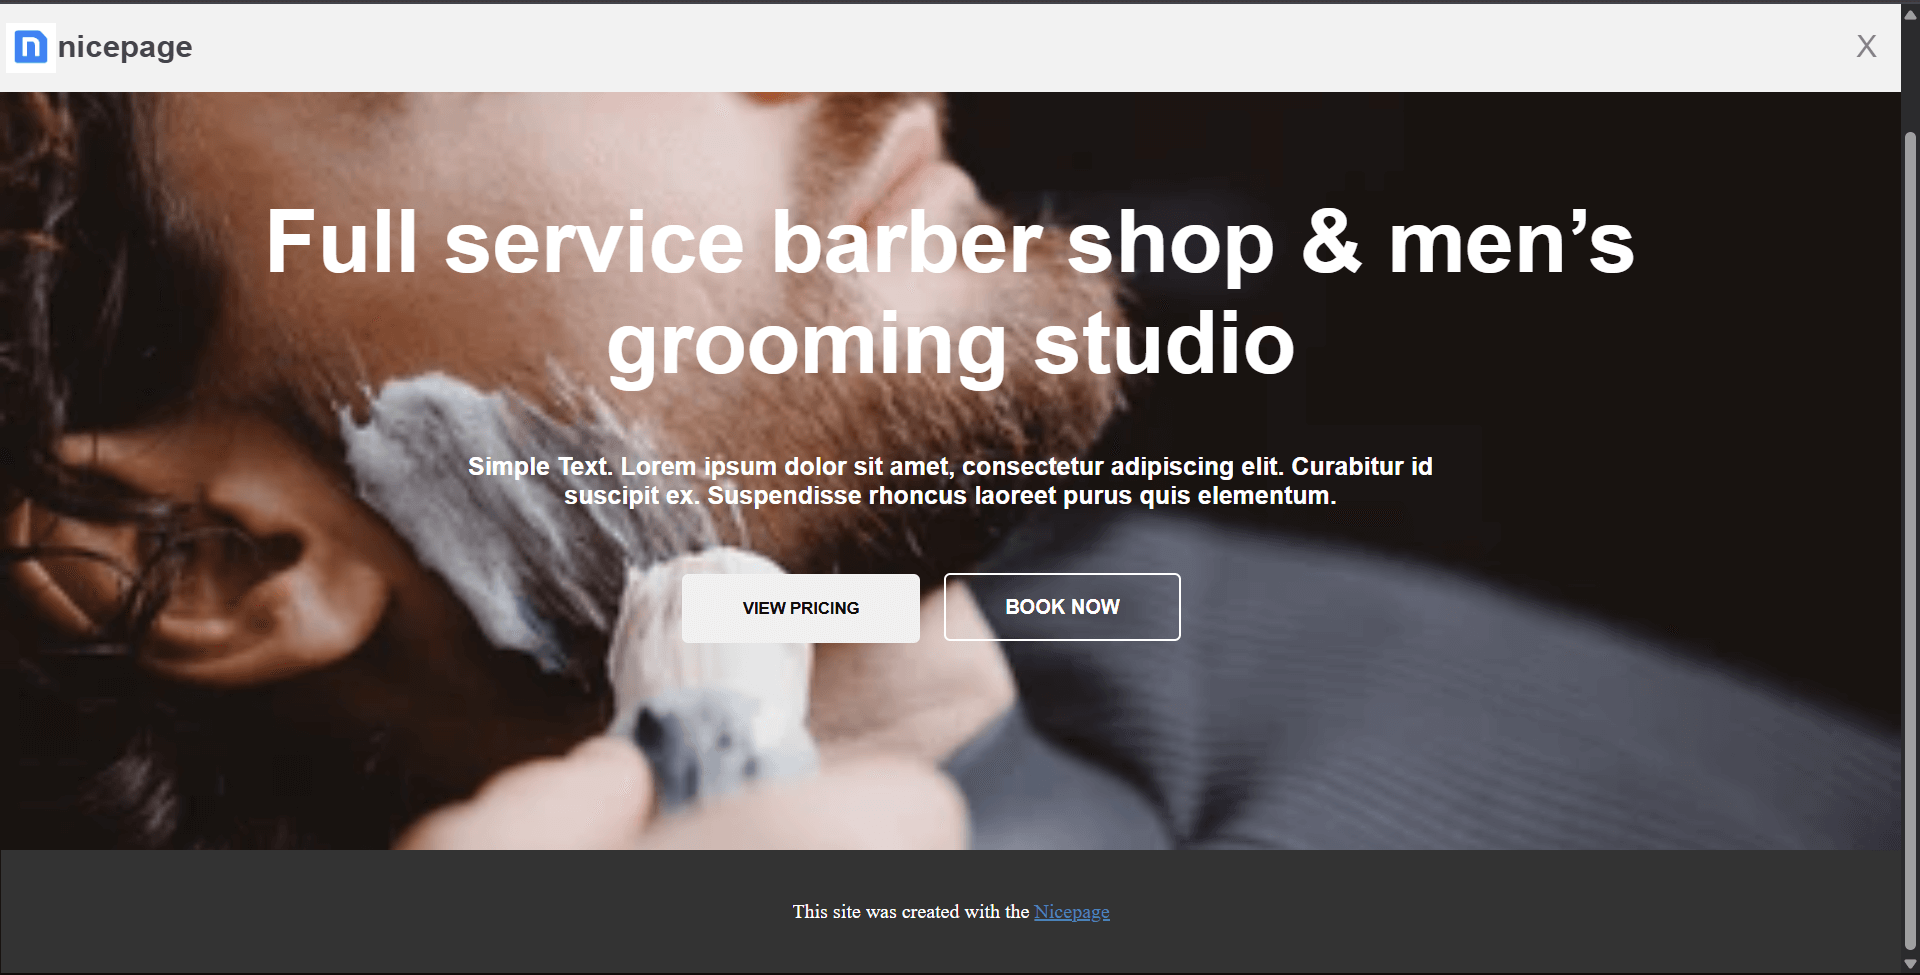 nicepage
X
Full service barber shop & men’s
grooming studio
Simple Text. Lorem ipsum dolor sit amet, consectetur adipiscing elit. Curabitur id
suscipit ex. Suspendisse rhoncus laoreet purus quis elementum.
VIEW PRICING
BOOK NOW
This site was created with the Nicepage